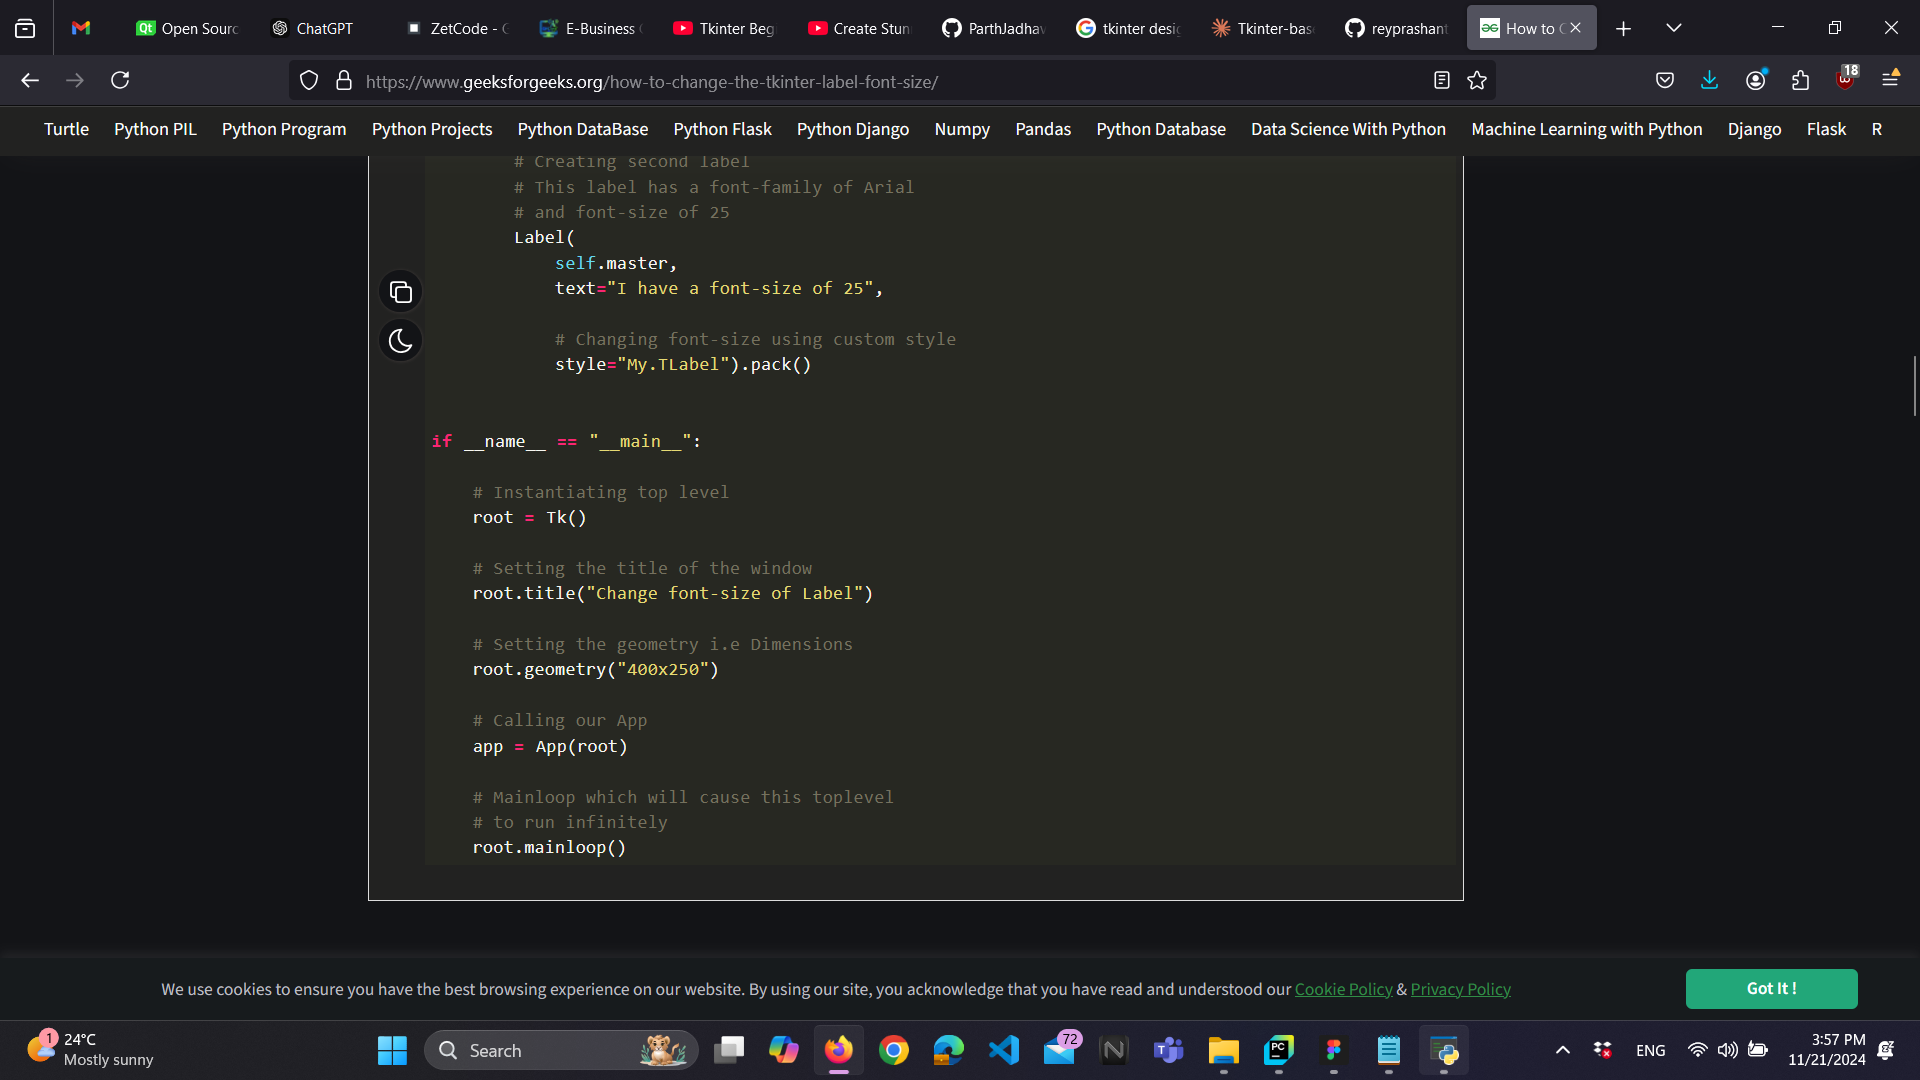 Open Sourc
ChatGPT
ZetCode - 
E-Business
Tkinter Beg
Create Stun
ParthJadhav
tkinter desig
Tkinter-bas
reyprashant
How to
https://www.geeksforgeeks.org/how-to-change-the-tkinter-label-font-size/
18
Turtle Python PIL Python Program Python Projects Python DataBase Python Flask Python Django Numpy Pandas Python Database Data Science With Python Machine Learning with Python Django Flask R
# Creating second label
# This label has a font-family of Arial
# and font-size of 25
Label(
self.master,
text="I have a font-size of 25",
# Changing font-size using custom style
style="My.TLabel").pack()
if __name__ == "__main__":
# Instantiating top level
root = Tk()
# Setting the title of the window
root.title("Change font-size of Label")
# Setting the geometry i.e Dimensions
root.geometry("400x250")
# Calling our App
app = App(root)
# Mainloop which will cause this toplevel
# to run infinitely
root.mainloop()
We use cookies to ensure you have the best browsing experience on our website. By using our site, you acknowledge that you have read and understood our Cookie Policy & Privacy Policy
Got It !
1
24°C
Mostly sunny
Search
72
ENG
3:57 PM
11/21/2024